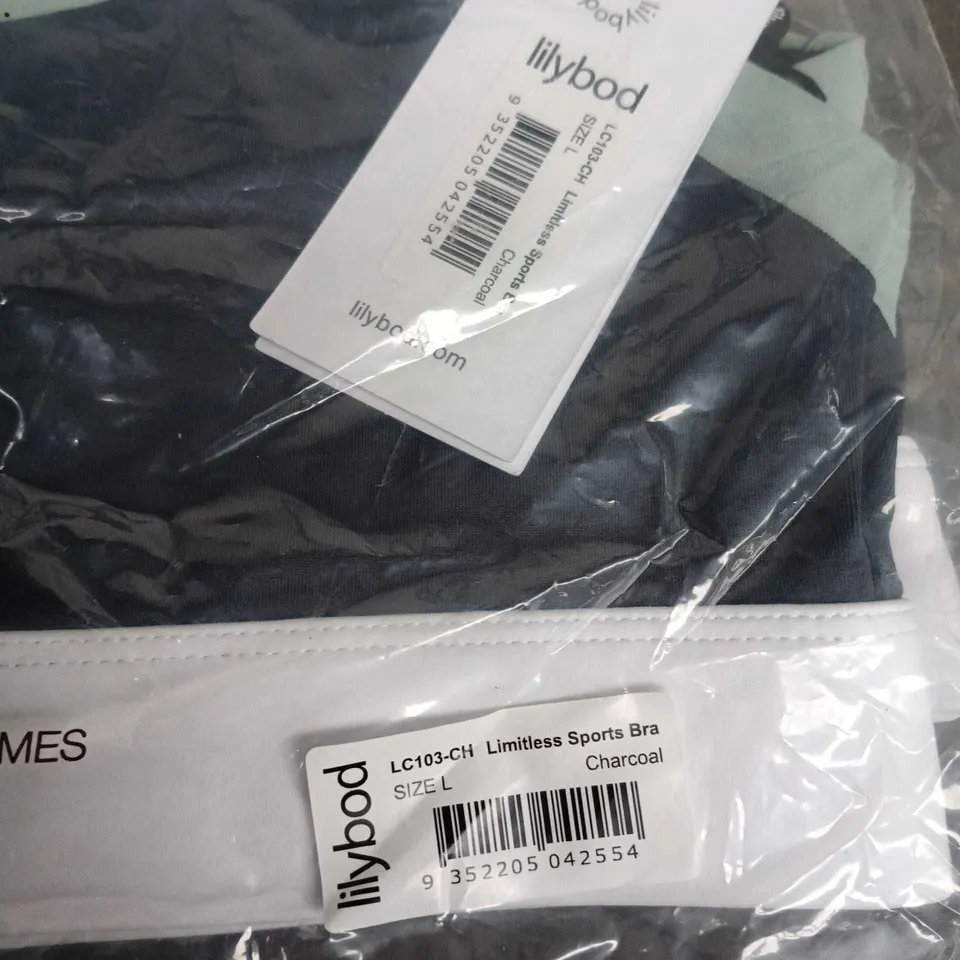 lilybod
lilybod
LC103-CH Limitless Sports
SIZE L
Charcoal
9 352205 042554
lilybod.com
MES
lilybod
LC103-CH Limitless Sports Bra
SIZE L
Charcoal
9 352205 042554